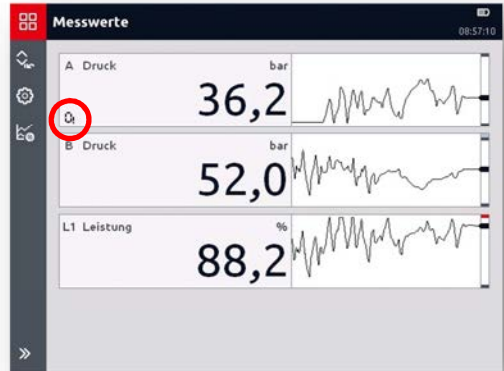 Messwerte
08:57:10
A Druck bar
36,2
B Druck bar
52,0
L1 Leistung %
88,2